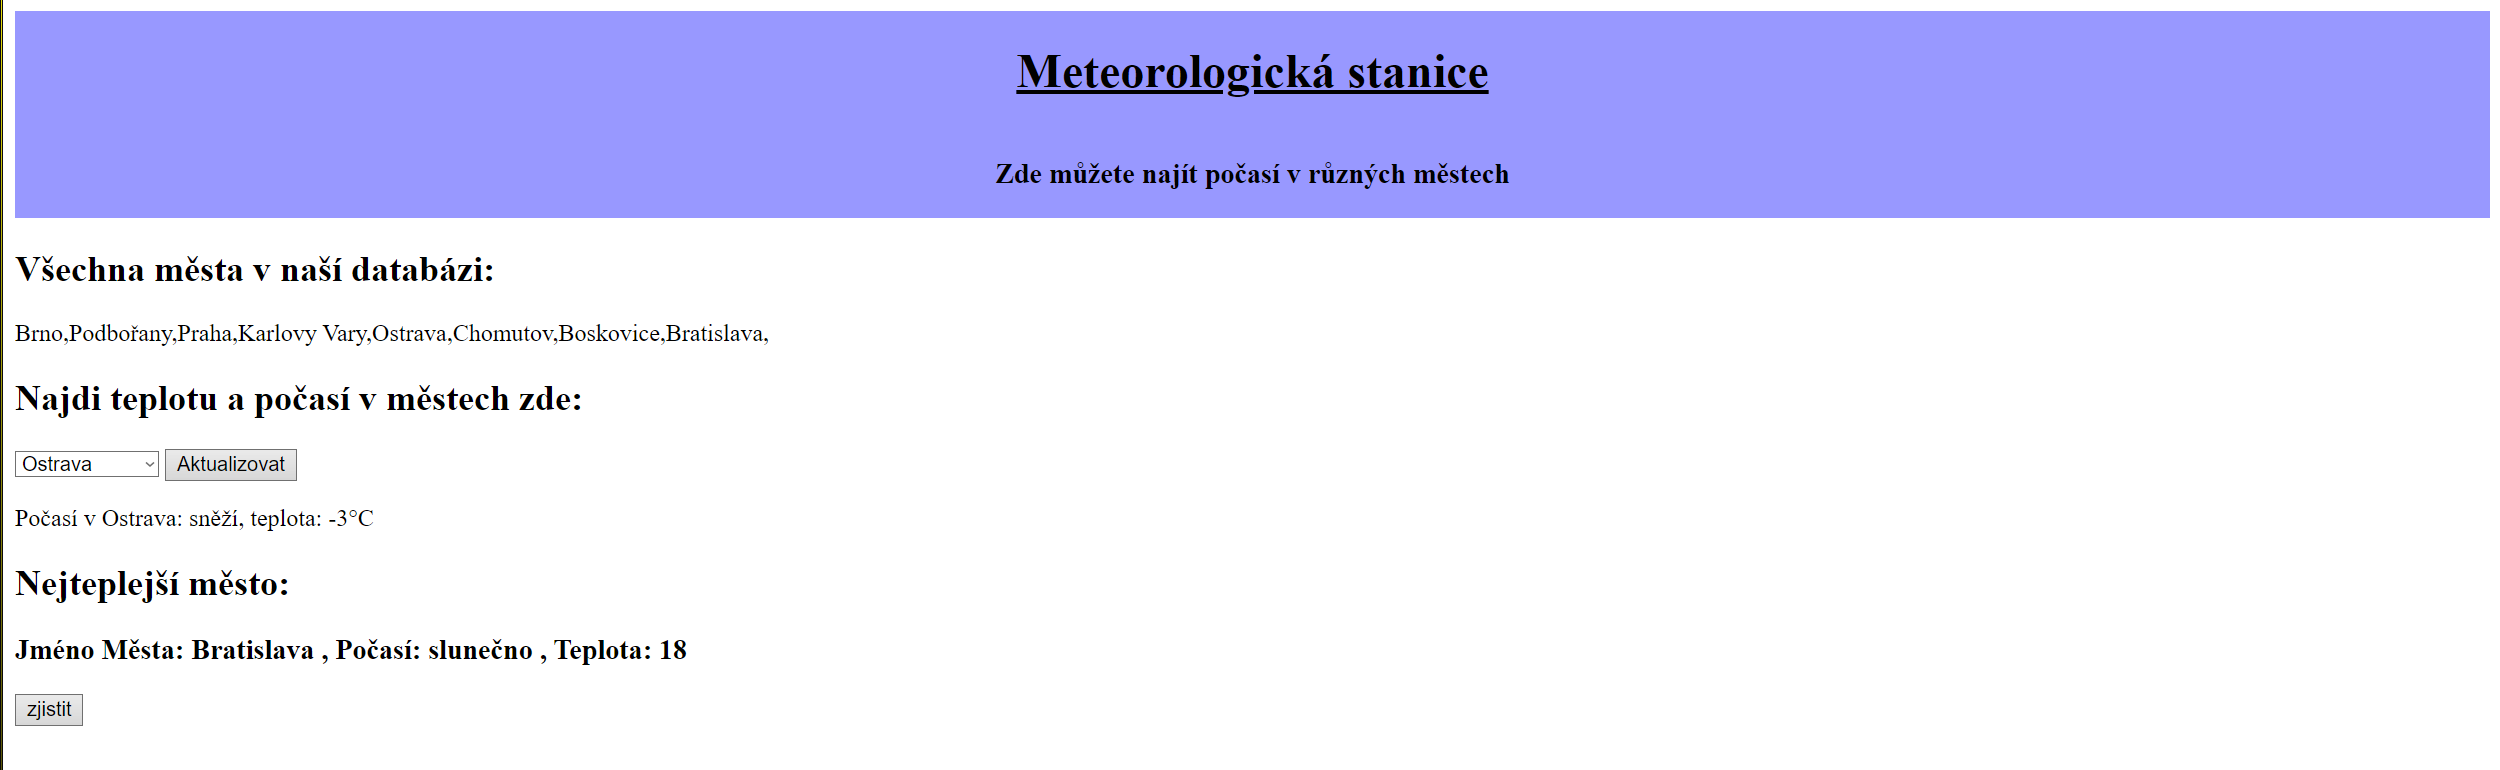 Meteorologická stanice
Zde můžete najít počasí v různých městech
Všechna města v naší databázi:
Brno,Podbořany,Praha,Karlovy Vary,Ostrava,Chomutov,Boskovice,Bratislava,
Najdi teplotu a počasí v městech zde:
Ostrava Aktualizovat
Počasí v Ostrava: sněží, teplota: -3°C
Nejteplejší město:
Jméno Města: Bratislava , Počasí: slunečno , Teplota: 18
zjistit